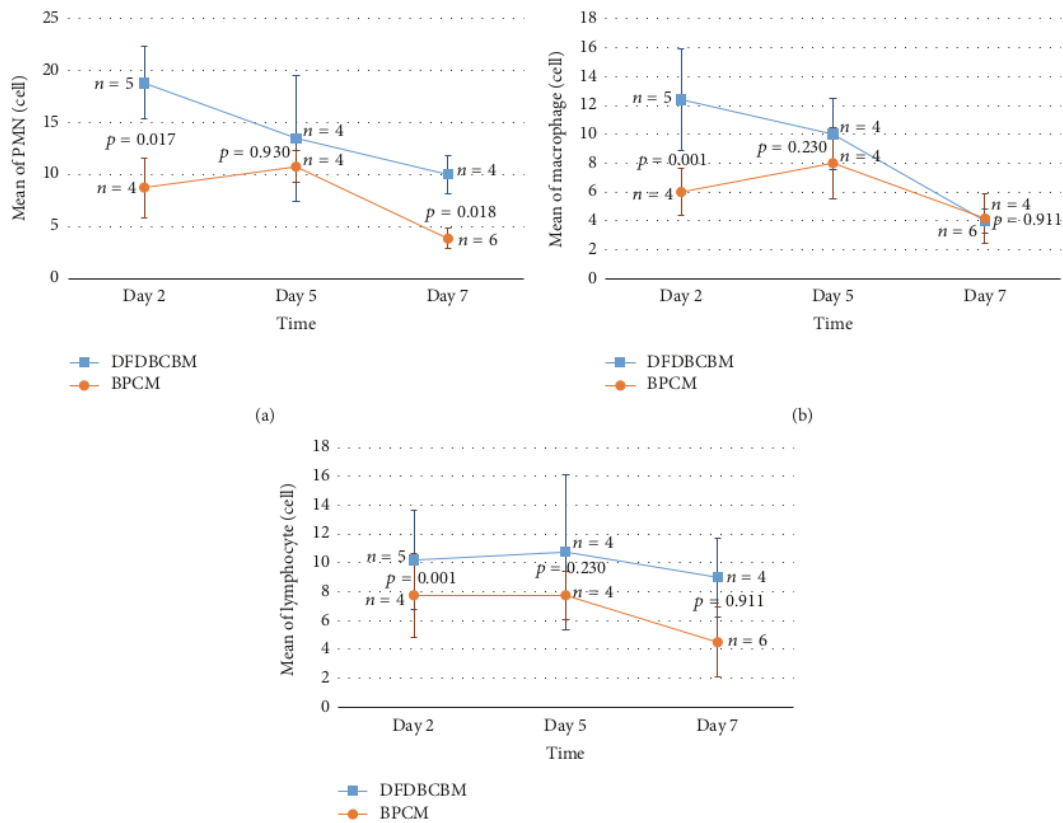 25
20
15
10
5
0
Mean of PMN (cell)
n = 5
p = 0.017
n = 4
n = 4
p = 0.930
n = 4
n = 4
p = 0.018
n = 6
Day 2
Day 5
Day 7
Time
DFDBCBM
BPCM
(a)
18
16
14
12
10
8
6
4
2
0
Mean of macrophage (cell)
n = 5
p = 0.001
n = 4
n = 4
p = 0.230
n = 4
n = 4
p = 0.911
n = 6
Day 2
Day 5
Day 7
Time
DFDBCBM
BPCM
(b)
18
16
14
12
10
8
6
4
2
0
Mean of lymphocyte (cell)
n = 5
p = 0.001
n = 4
n = 4
p = 0.230
n = 4
n = 4
p = 0.911
n = 6
Day 2
Day 5
Day 7
Time
DFDBCBM
BPCM